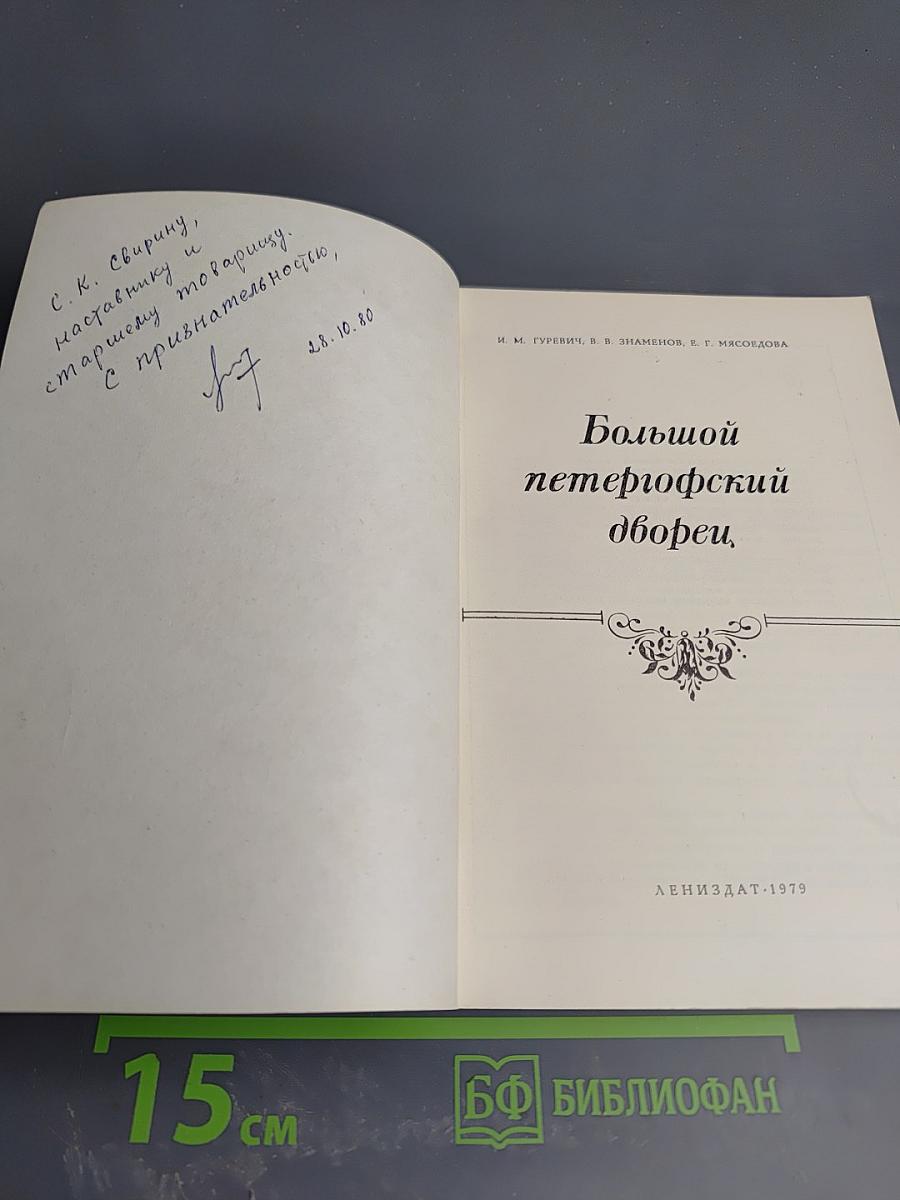 С. К. Свирину,
наставнику и
старшему товарищу.
С признательностью,
28.10.80
И. М. ГУРЕВИЧ, В. В. ЗНАМЕНОВ, Е. Г. МЯСОЕДОВА
Большой
петергофский
дворец
ЛЕНИЗДАТ·1979
15 см
БФ БИБЛИОФАН